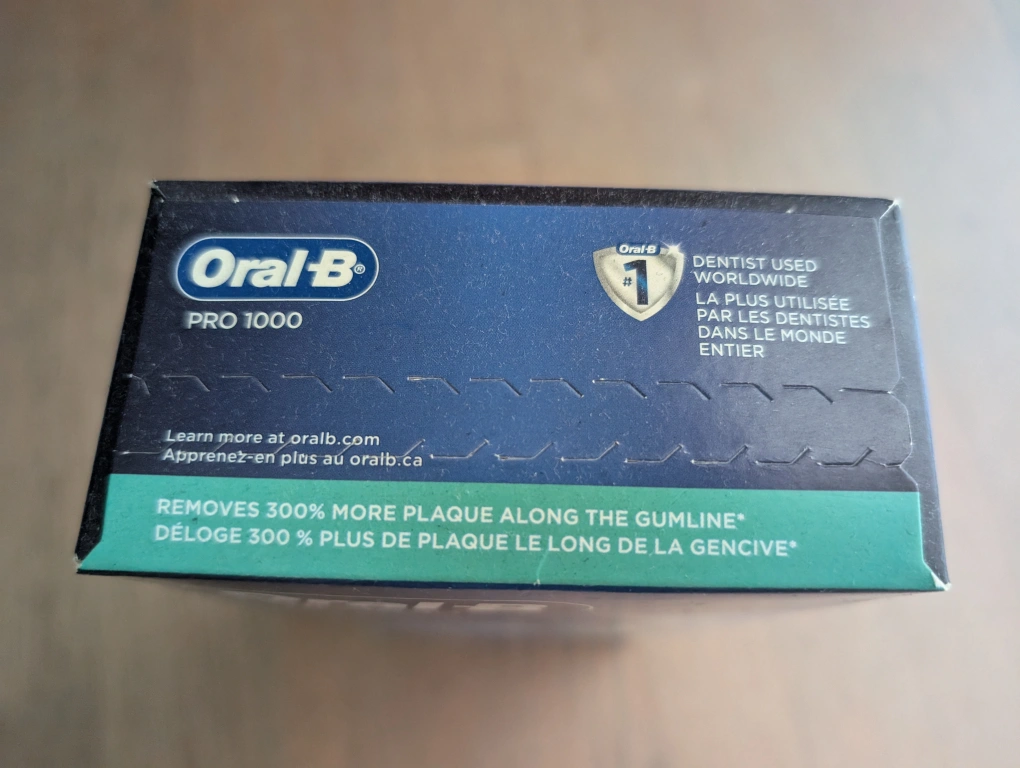 Oral-B®
PRO 1000
Oral-B
#1
DENTIST USED
WORLDWIDE
LA PLUS UTILISÉE
PAR LES DENTISTES
DANS LE MONDE
ENTIER
Learn more at oralb.com
Apprenez-en plus au oralb.ca
REMOVES 300% MORE PLAQUE ALONG THE GUMLINE*
DÉLOGE 300 % PLUS DE PLAQUE LE LONG DE LA GENCIVE*